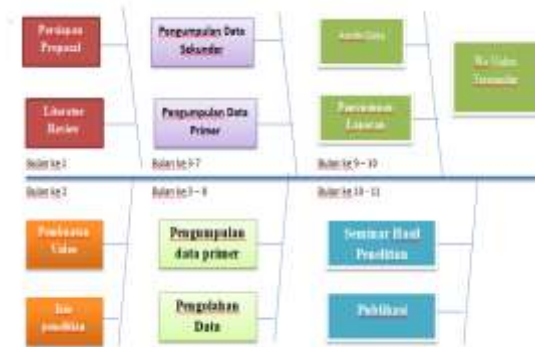 Persiapan
Proposal
Pengumpulan Data
Sekunder
Literatur
Review
Pengumpulan Data
Primer
Penyusunan
Laporan
Bulan ke 1
Bulan ke 3-7
Bulan ke 9 – 10
Bulan ke 2
Bulan ke 3 – 8
Bulan ke 10 - 11
Pembuatan
Pengumpulan
data primer
Seminar Hasil
Penelitian
penelitian
Pengolahan
Data
Publikasi